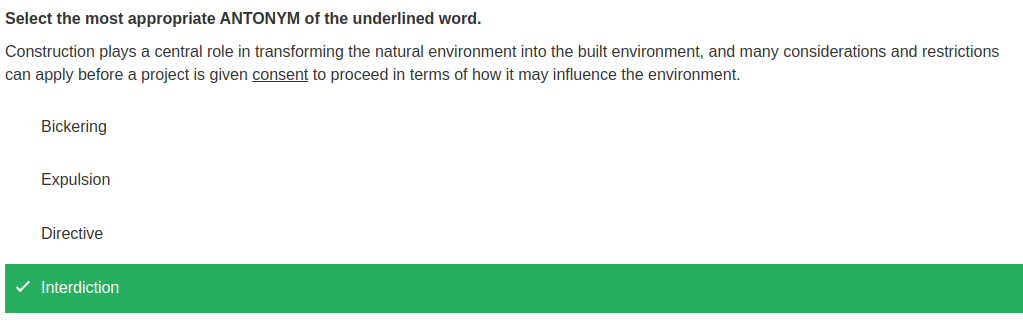 Select the most appropriate ANTONYM of the underlined word.
Construction plays a central role in transforming the natural environment into the built environment, and many considerations and restrictions
can apply before a project is given consent to proceed in terms of how it may influence the environment.
Bickering
Expulsion
Directive
Interdiction